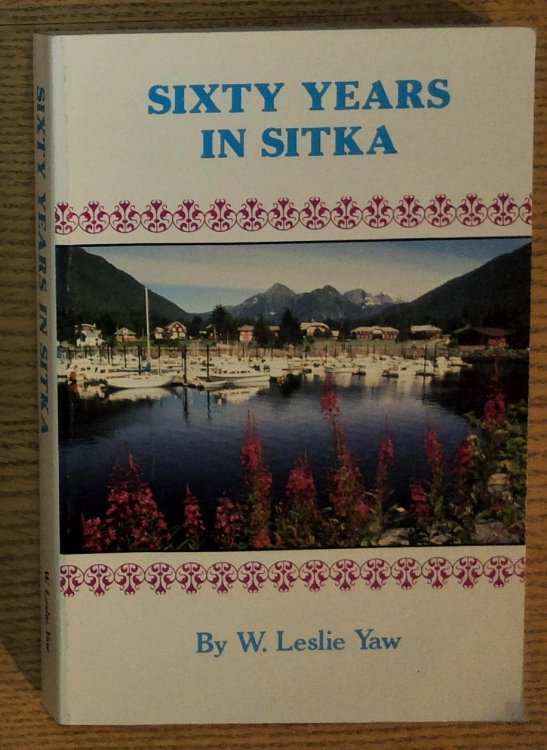 SIXTY YEARS
IN SITKA
By W. Leslie Yaw
SIXTY YEARS IN SITKA
W. Leslie Yaw